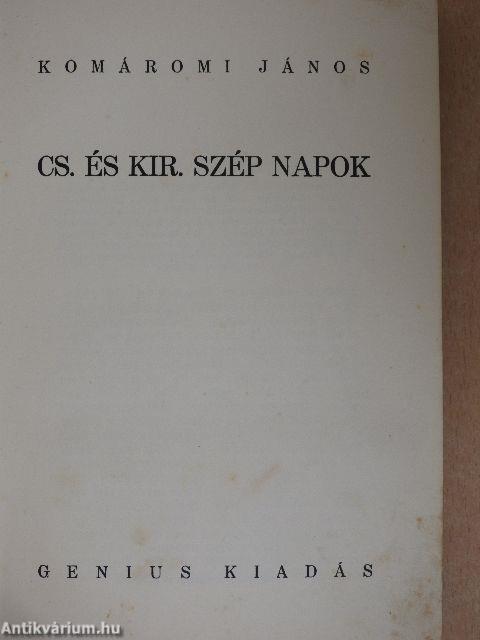 KOMÁROMI JÁNOS
CS. ÉS KIR. SZÉP NAPOK
GENIUS KIADÁS
Antikvárium.hu